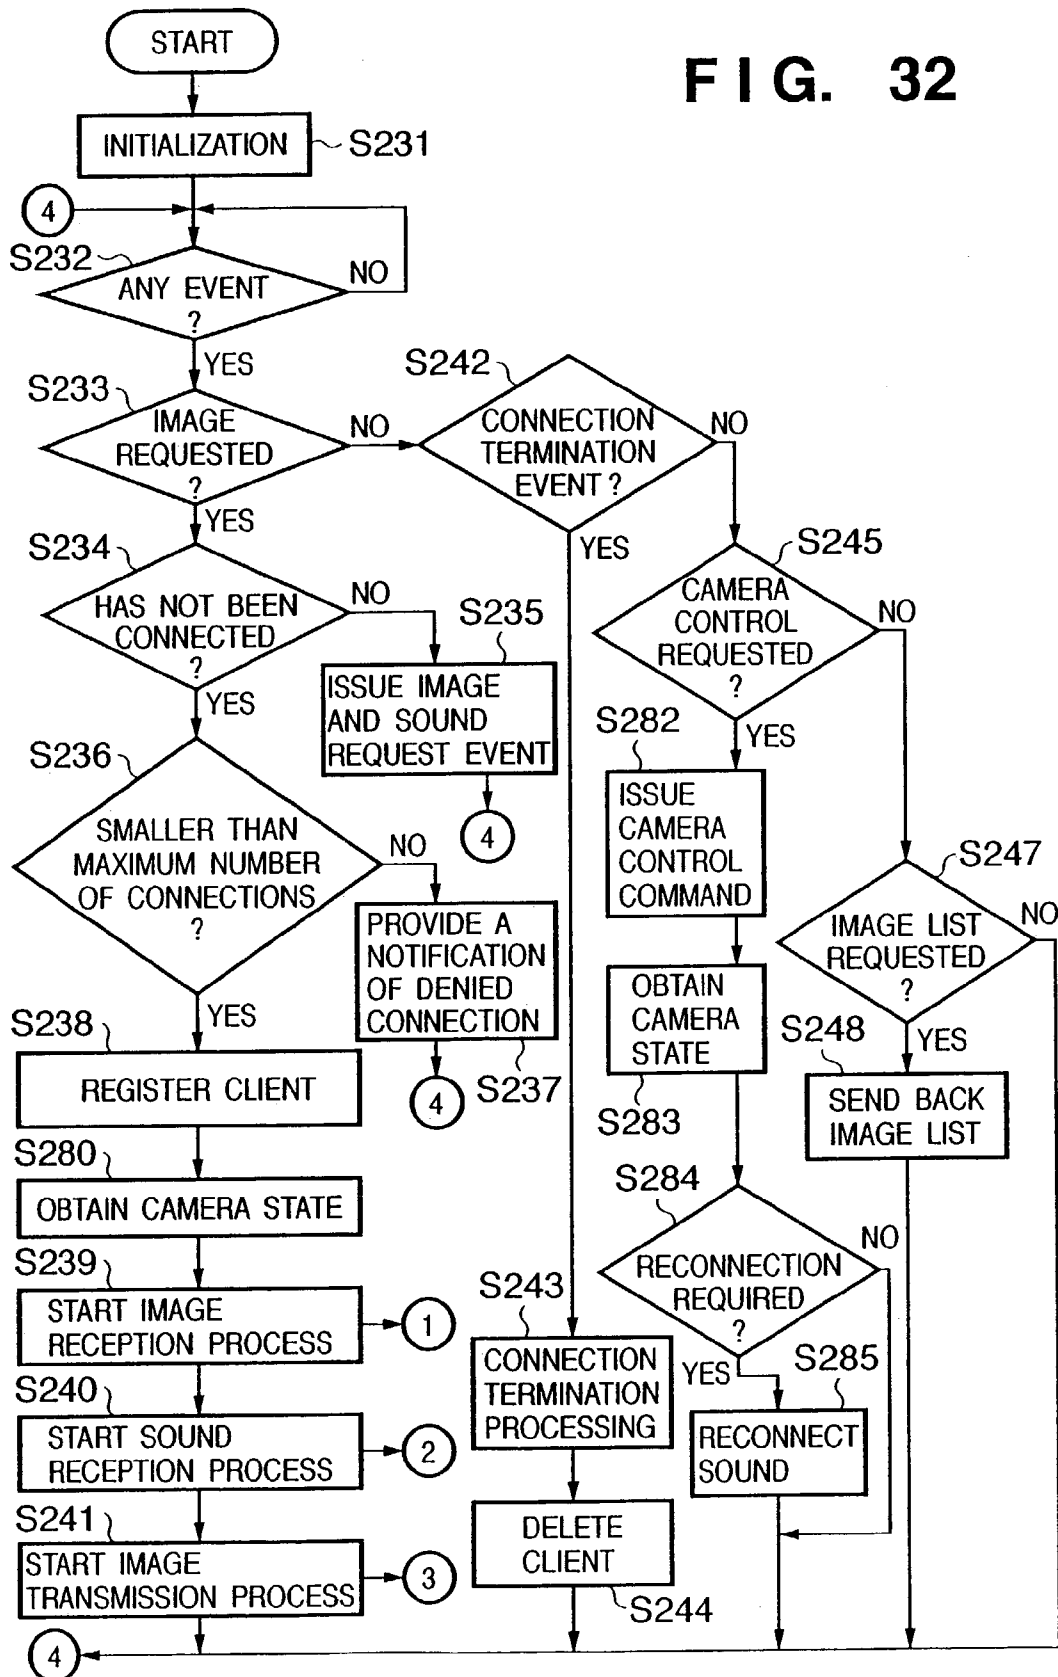 START
FIG. 32
INITIALIZATION
S231
4
S232
ANY EVENT
?
NO
YES
S233
IMAGE
REQUESTED
?
NO
YES
S242
CONNECTION
TERMINATION
EVENT ?
NO
YES
S234
HAS NOT BEEN
CONNECTED
?
NO
YES
S235
ISSUE IMAGE
AND SOUND
REQUEST EVENT
4
S245
CAMERA
CONTROL
REQUESTED
?
NO
YES
S236
SMALLER THAN
MAXIMUM NUMBER
OF CONNECTIONS
?
NO
YES
PROVIDE A
NOTIFICATION
OF DENIED
CONNECTION
S237
4
S282
ISSUE
CAMERA
CONTROL
COMMAND
OBTAIN
CAMERA
STATE
S283
S247
IMAGE LIST
REQUESTED
?
NO
YES
S248
SEND BACK
IMAGE LIST
S238
REGISTER CLIENT
S280
OBTAIN CAMERA STATE
S239
START IMAGE
RECEPTION PROCESS
1
S240
START SOUND
RECEPTION PROCESS
2
S241
START IMAGE
TRANSMISSION PROCESS
3
S284
RECONNECTION
REQUIRED
?
NO
YES
S285
RECONNECT
SOUND
S243
CONNECTION
TERMINATION
PROCESSING
DELETE
CLIENT
S244
4